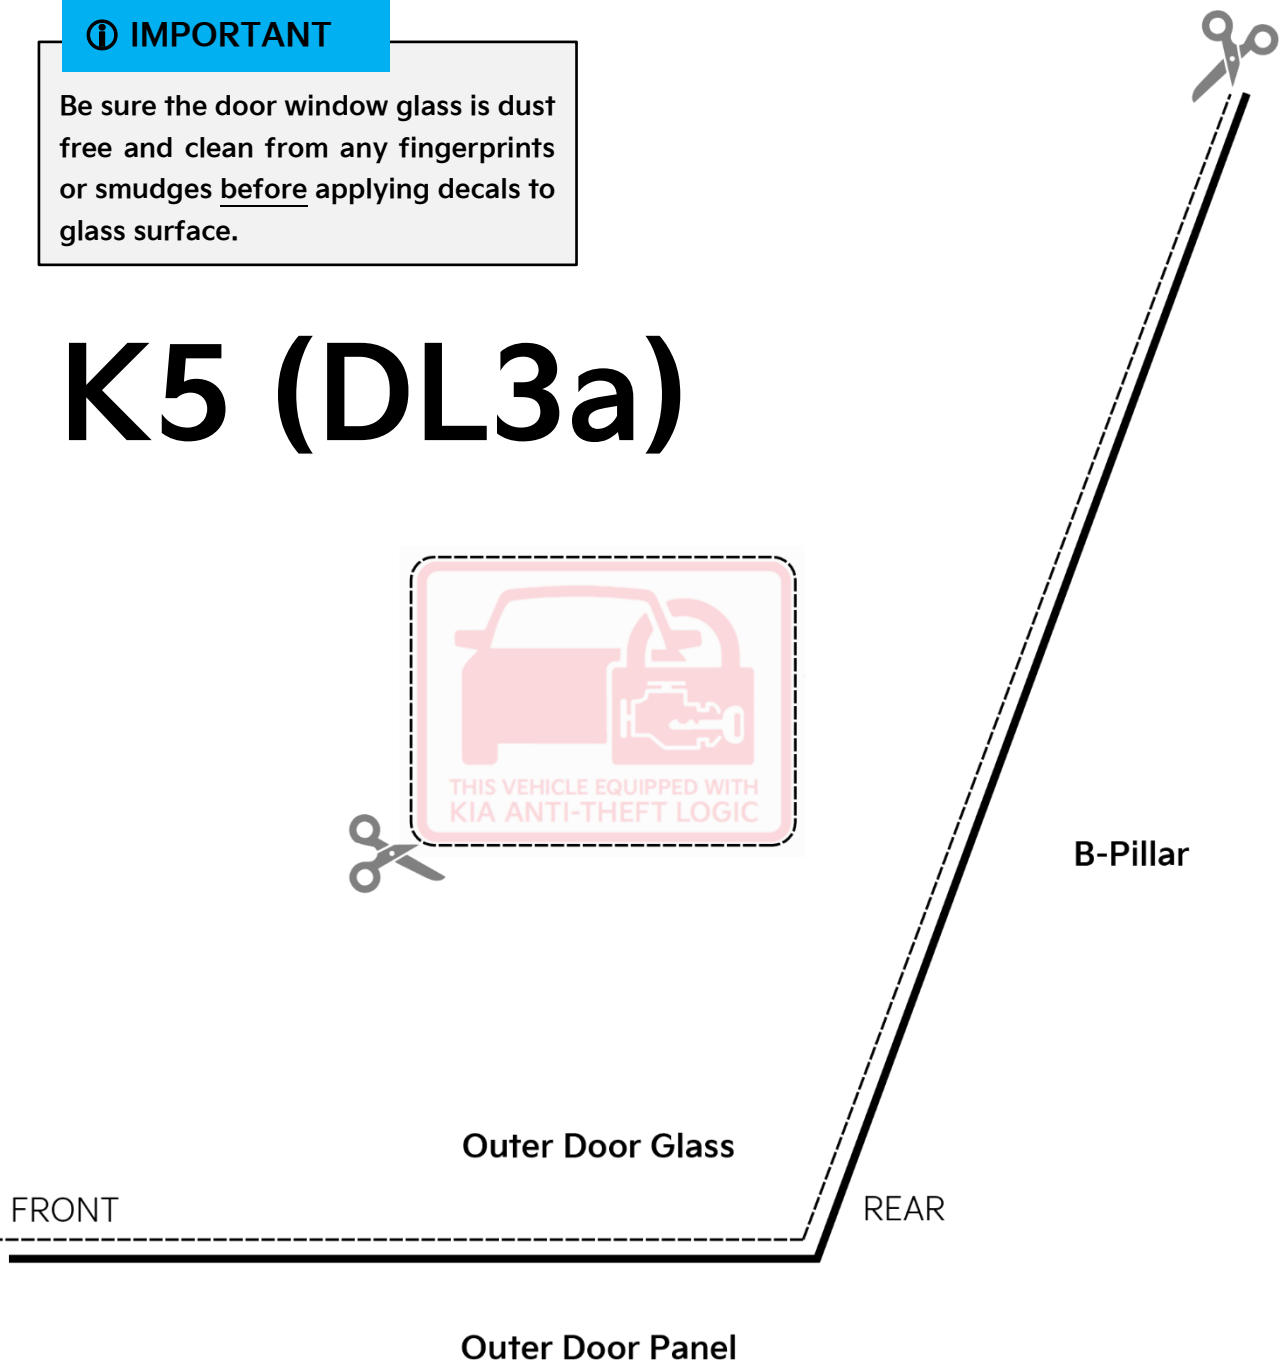 IMPORTANT
Be sure the door window glass is dust
free and clean from any fingerprints
or smudges before applying decals to
glass surface.
K5 (DL3a)
THIS VEHICLE EQUIPPED WITH
KIA ANTI-THEFT LOGIC
B-Pillar
Outer Door Glass
FRONT
REAR
Outer Door Panel